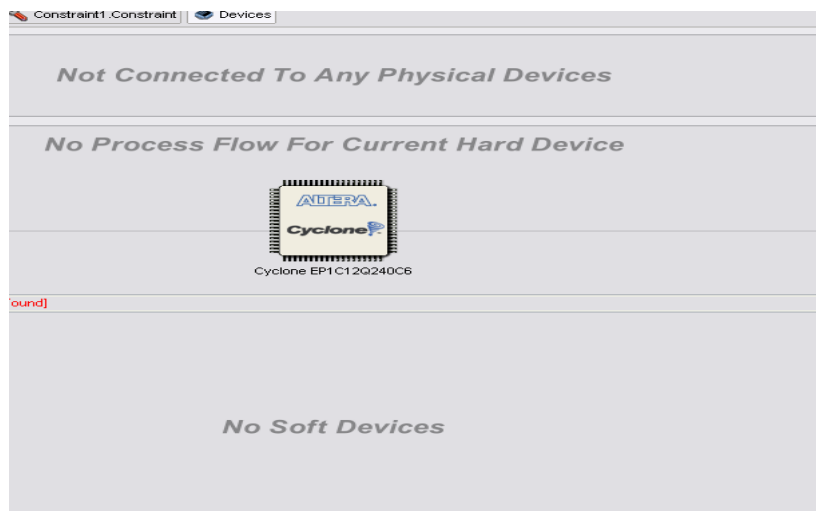 Constraint1.Constraint Devices
Not Connected To Any Physical Devices
No Process Flow For Current Hard Device
ALTERA.
Cyclone
Cyclone EP1C12Q240C6
ound]
No Soft Devices